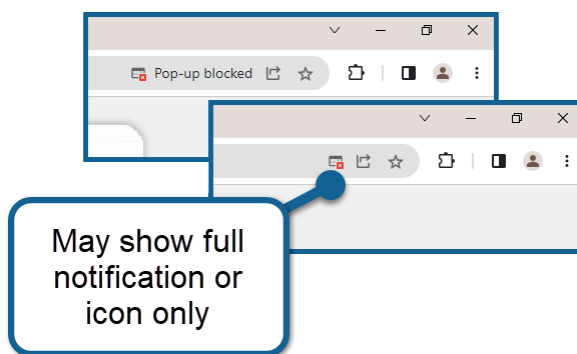 Pop-up blocked
May show full
notification or
icon only